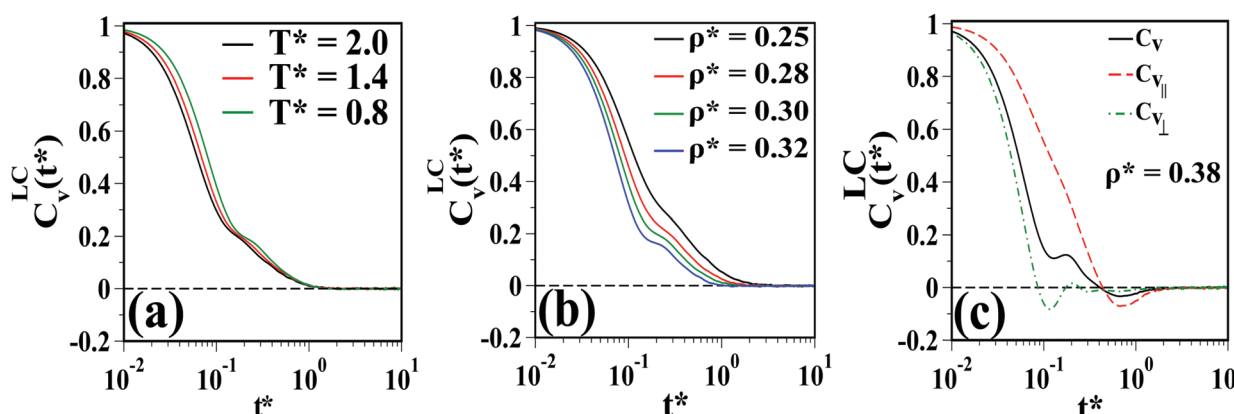 1
0.8
0.6
0.4
0.2
0
-0.2
C_v^LC(t*)
T* = 2.0
T* = 1.4
T* = 0.8
(a)
10^-2
10^-1
10^0
10^1
t*
1
0.8
0.6
0.4
0.2
0
-0.2
C_v^LC(t*)
ρ* = 0.25
ρ* = 0.28
ρ* = 0.30
ρ* = 0.32
(b)
10^-2
10^-1
10^0
10^1
t*
1
0.8
0.6
0.4
0.2
0
-0.2
C_v^LC(t*)
C_v
C_v∥
C_v⊥
ρ* = 0.38
(c)
10^-2
10^-1
10^0
10^1
t*